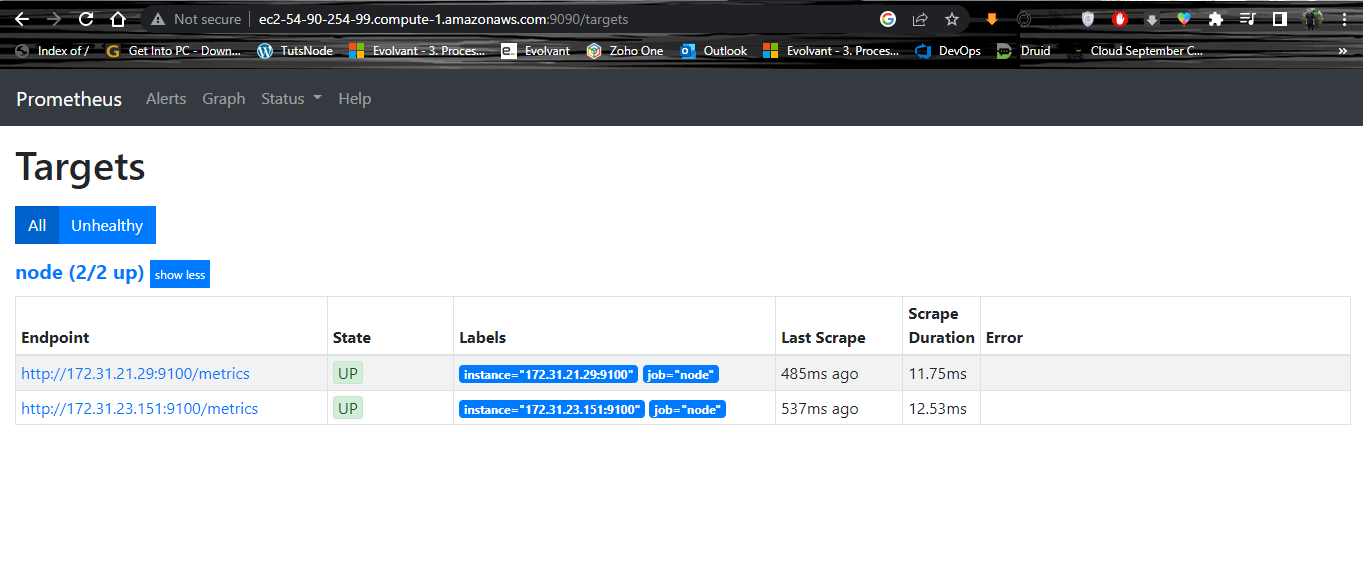 Not secure | ec2-54-90-254-99.compute-1.amazonaws.com:9090/targets
Index of / Get Into PC - Down... TutsNode Evolvant - 3. Proces... Evolvant Zoho One Outlook Evolvant - 3. Proces... DevOps Druid Cloud September C... »
Prometheus Alerts Graph Status Help
Targets
All Unhealthy
node (2/2 up) show less
Endpoint State Labels Last Scrape Scrape Duration Error
http://172.31.21.29:9100/metrics UP instance="172.31.21.29:9100" job="node" 485ms ago 11.75ms
http://172.31.23.151:9100/metrics UP instance="172.31.23.151:9100" job="node" 537ms ago 12.53ms